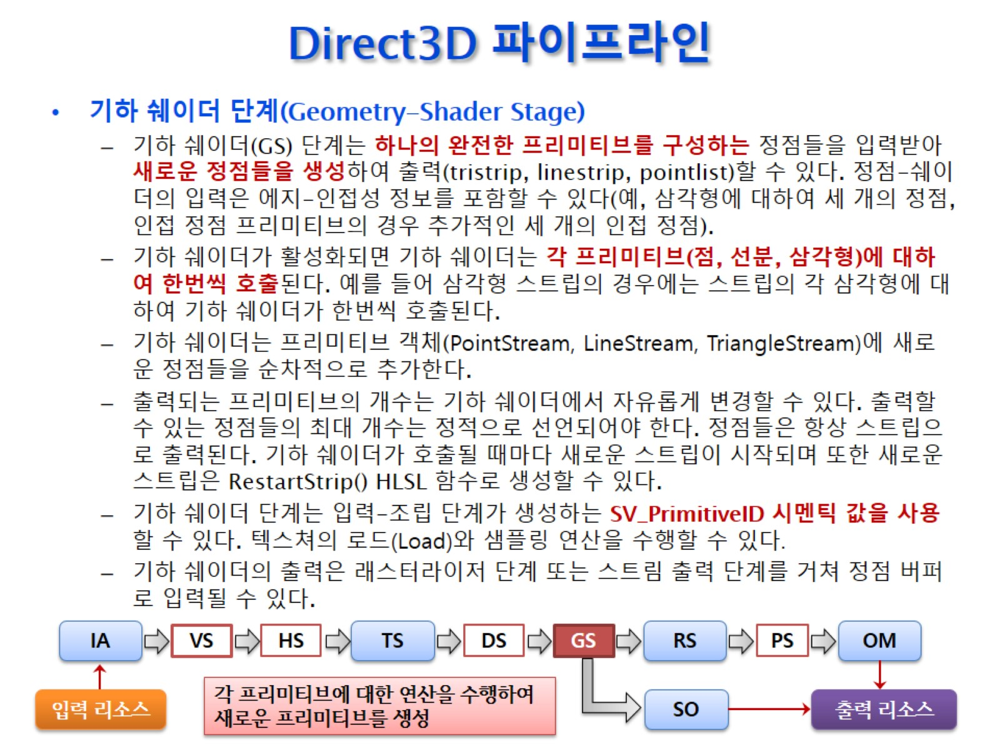 Direct3D 파이프라인
• 기하 쉐이더 단계(Geometry-Shader Stage)
– 기하 쉐이더(GS) 단계는 하나의 완전한 프리미티브를 구성하는 정점들을 입력받아
새로운 정점들을 생성하여 출력(tristrip, linestrip, pointlist)할 수 있다. 정점-쉐이
더의 입력은 에지-인접성 정보를 포함할 수 있다(예, 삼각형에 대하여 세 개의 정점,
인접 정점 프리미티브의 경우 추가적인 세 개의 인접 정점).
– 기하 쉐이더가 활성화되면 기하 쉐이더는 각 프리미티브(점, 선분, 삼각형)에 대하
여 한번씩 호출된다. 예를 들어 삼각형 스트립의 경우에는 스트립의 각 삼각형에 대
하여 기하 쉐이더가 한번씩 호출된다.
– 기하 쉐이더는 프리미티브 객체(PointStream, LineStream, TriangleStream)에 새로
운 정점들을 순차적으로 추가한다.
– 출력되는 프리미티브의 개수는 기하 쉐이더에서 자유롭게 변경할 수 있다. 출력할
수 있는 정점들의 최대 개수는 정적으로 선언되어야 한다. 정점들은 항상 스트립으
로 출력된다. 기하 쉐이더가 호출될 때마다 새로운 스트립이 시작되며 또한 새로운
스트립은 RestartStrip() HLSL 함수로 생성할 수 있다.
– 기하 쉐이더 단계는 입력-조립 단계가 생성하는 SV_PrimitiveID 시멘틱 값을 사용
할 수 있다. 텍스쳐의 로드(Load)와 샘플링 연산을 수행할 수 있다.
– 기하 쉐이더의 출력은 래스터라이저 단계 또는 스트림 출력 단계를 거쳐 정점 버퍼
로 입력될 수 있다.
IA VS HS TS DS GS RS PS OM
입력 리소스
각 프리미티브에 대한 연산을 수행하여
새로운 프리미티브를 생성
SO
출력 리소스